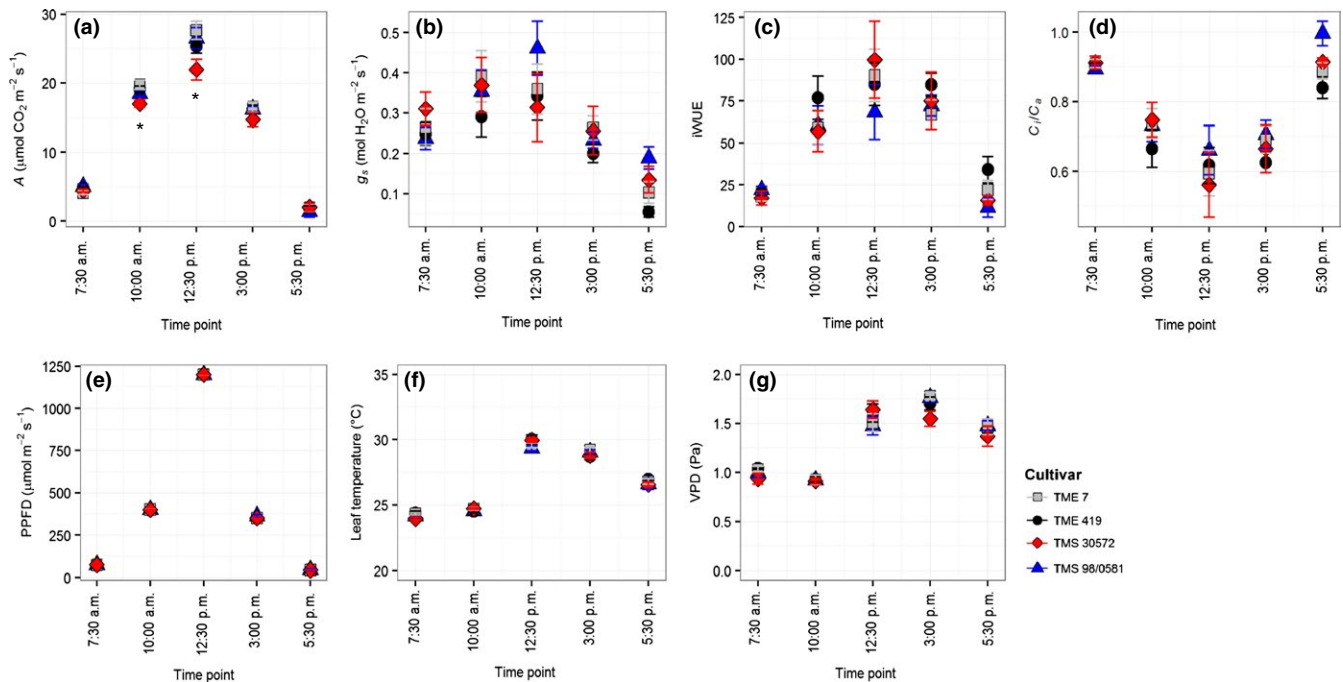 (a)
A (μmol CO₂ m⁻² s⁻¹)
30
20
10
0
*
*
7:30 a.m.
10:00 a.m.
12:30 p.m.
3:00 p.m.
5:30 p.m.
Time point
(b)
gₛ (mol H₂O m⁻² s⁻¹)
0.5
0.4
0.3
0.2
0.1
7:30 a.m.
10:00 a.m.
12:30 p.m.
3:00 p.m.
5:30 p.m.
Time point
(c)
iWUE
125
100
75
50
25
0
7:30 a.m.
10:00 a.m.
12:30 p.m.
3:00 p.m.
5:30 p.m.
Time point
(d)
Cᵢ/Cₐ
1.0
0.8
0.6
7:30 a.m.
10:00 a.m.
12:30 p.m.
3:00 p.m.
5:30 p.m.
Time point
(e)
PPFD (μmol m⁻² s⁻¹)
1250
1000
750
500
250
0
7:30 a.m.
10:00 a.m.
12:30 p.m.
3:00 p.m.
5:30 p.m.
Time point
(f)
Leaf temperature (°C)
35
30
25
20
7:30 a.m.
10:00 a.m.
12:30 p.m.
3:00 p.m.
5:30 p.m.
Time point
(g)
VPD (Pa)
2.0
1.5
1.0
0.5
0.0
7:30 a.m.
10:00 a.m.
12:30 p.m.
3:00 p.m.
5:30 p.m.
Time point
Cultivar
TME 7
TME 419
TMS 30572
TMS 98/0581